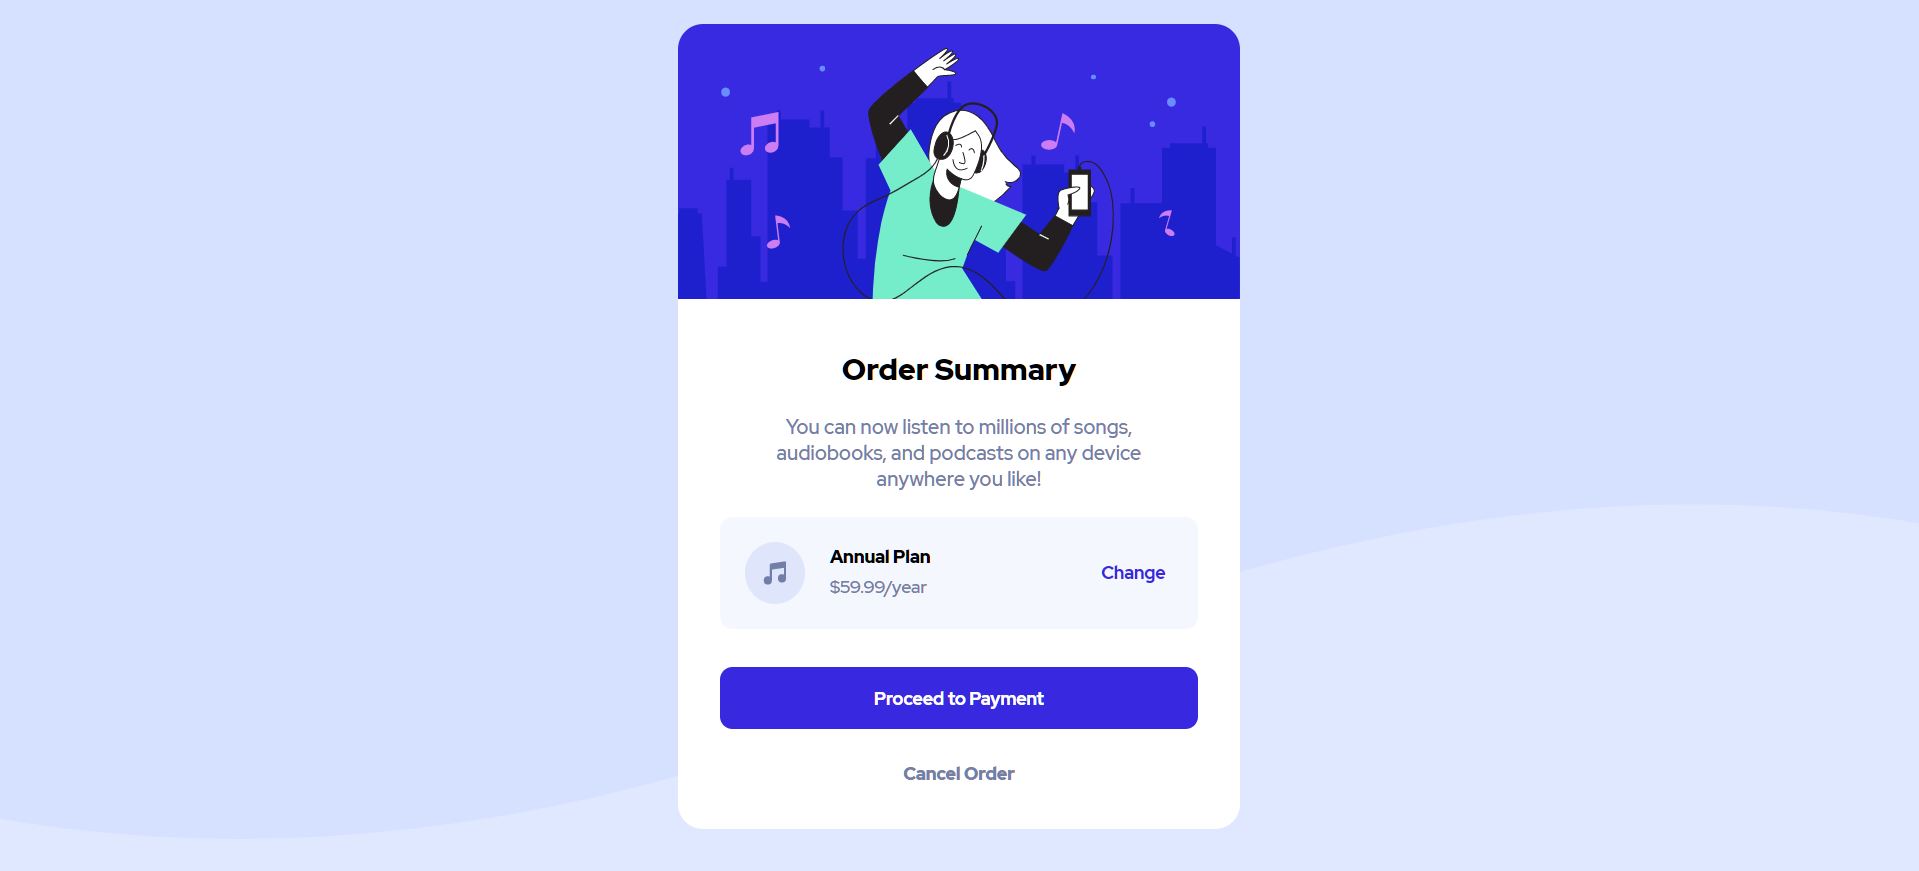 Order Summary
You can now listen to millions of songs,
audiobooks, and podcasts on any device
anywhere you like!
Annual Plan
$59.99/year
Change
Proceed to Payment
Cancel Order